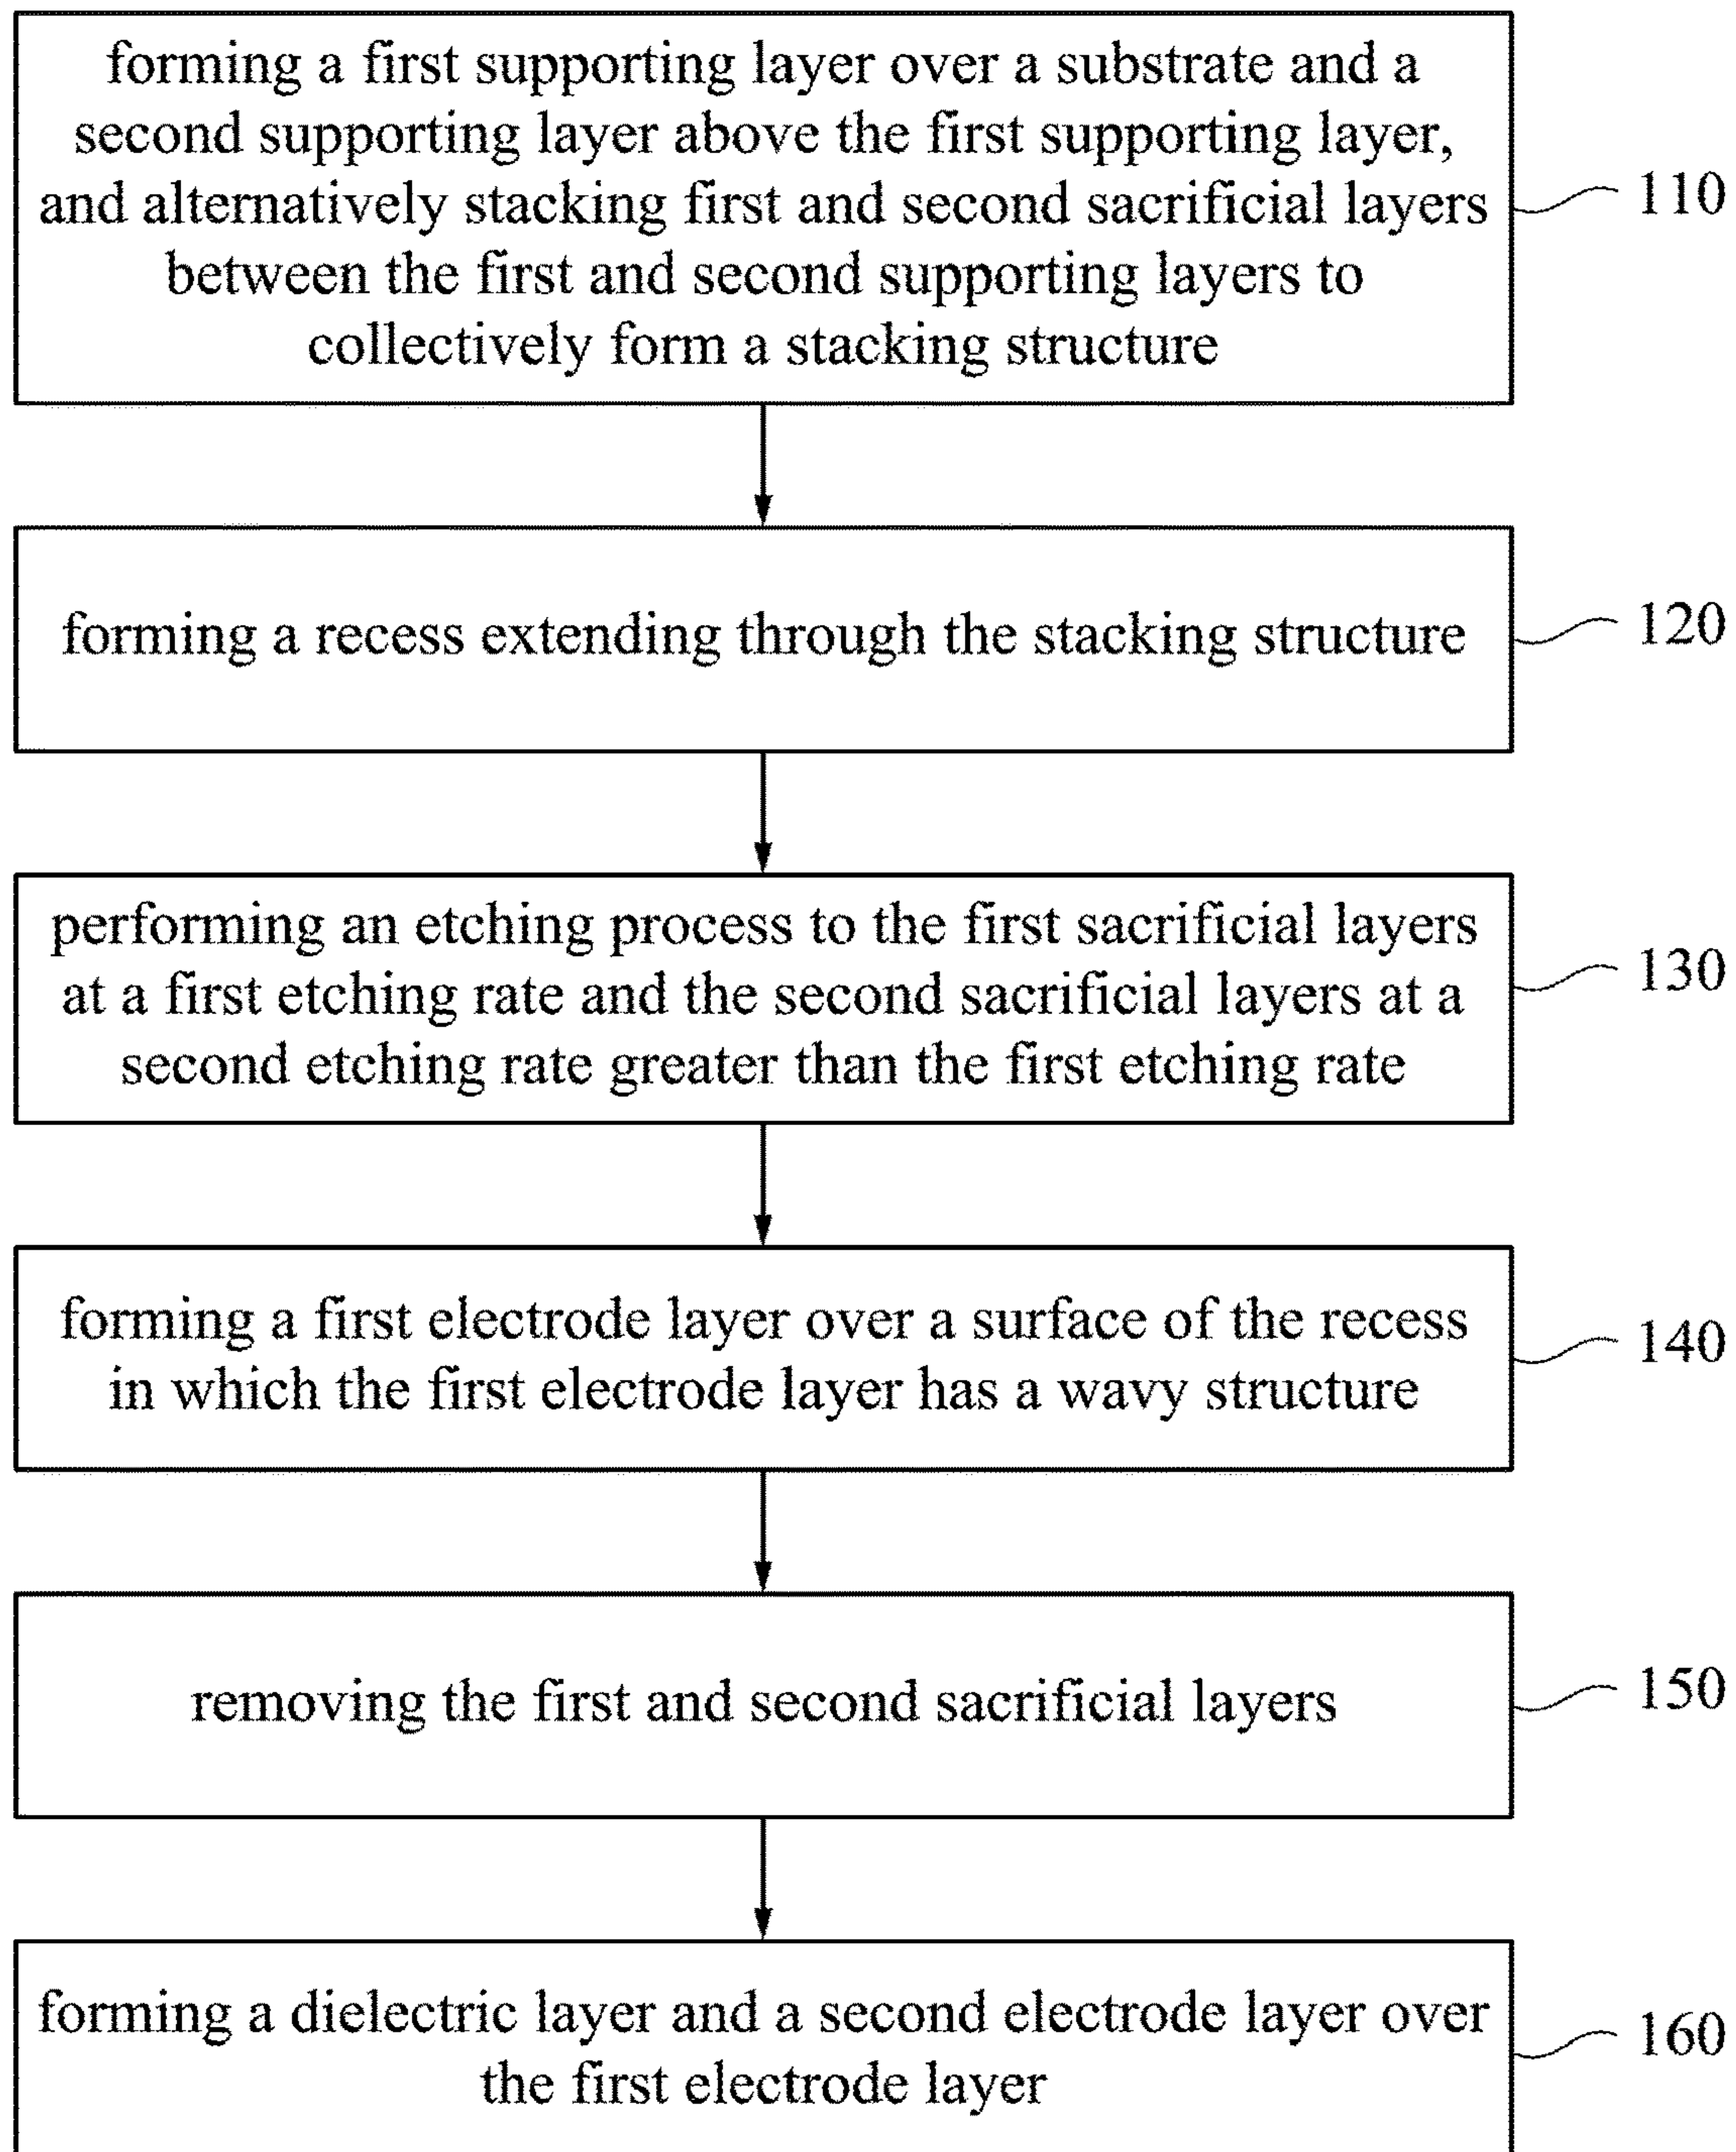 forming a first supporting layer over a substrate and a
second supporting layer above the first supporting layer,
and alternatively stacking first and second sacrificial layers
between the first and second supporting layers to
collectively form a stacking structure
110
forming a recess extending through the stacking structure
120
performing an etching process to the first sacrificial layers
at a first etching rate and the second sacrificial layers at a
second etching rate greater than the first etching rate
130
forming a first electrode layer over a surface of the recess
in which the first electrode layer has a wavy structure
140
removing the first and second sacrificial layers
150
forming a dielectric layer and a second electrode layer over
the first electrode layer
160